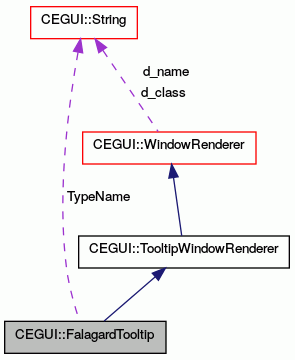 CEGUI::String
d_name
d_class
CEGUI::WindowRenderer
TypeName
CEGUI::TooltipWindowRenderer
CEGUI::FalagardTooltip